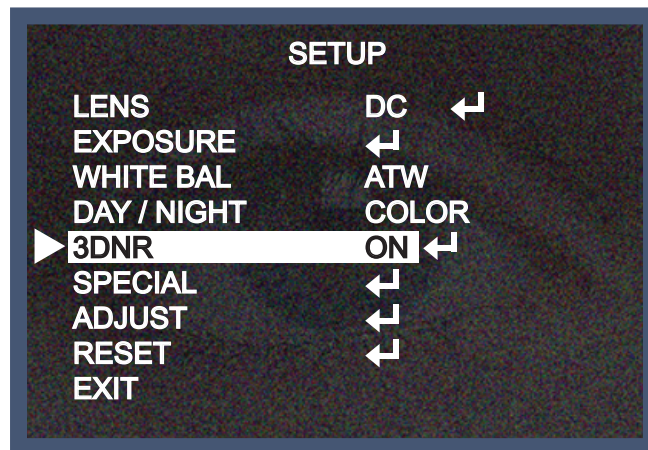 SETUP
LENS DC ↵
EXPOSURE ↵
WHITE BAL ATW
DAY / NIGHT COLOR
3DNR ON ↵
SPECIAL ↵
ADJUST ↵
RESET ↵
EXIT